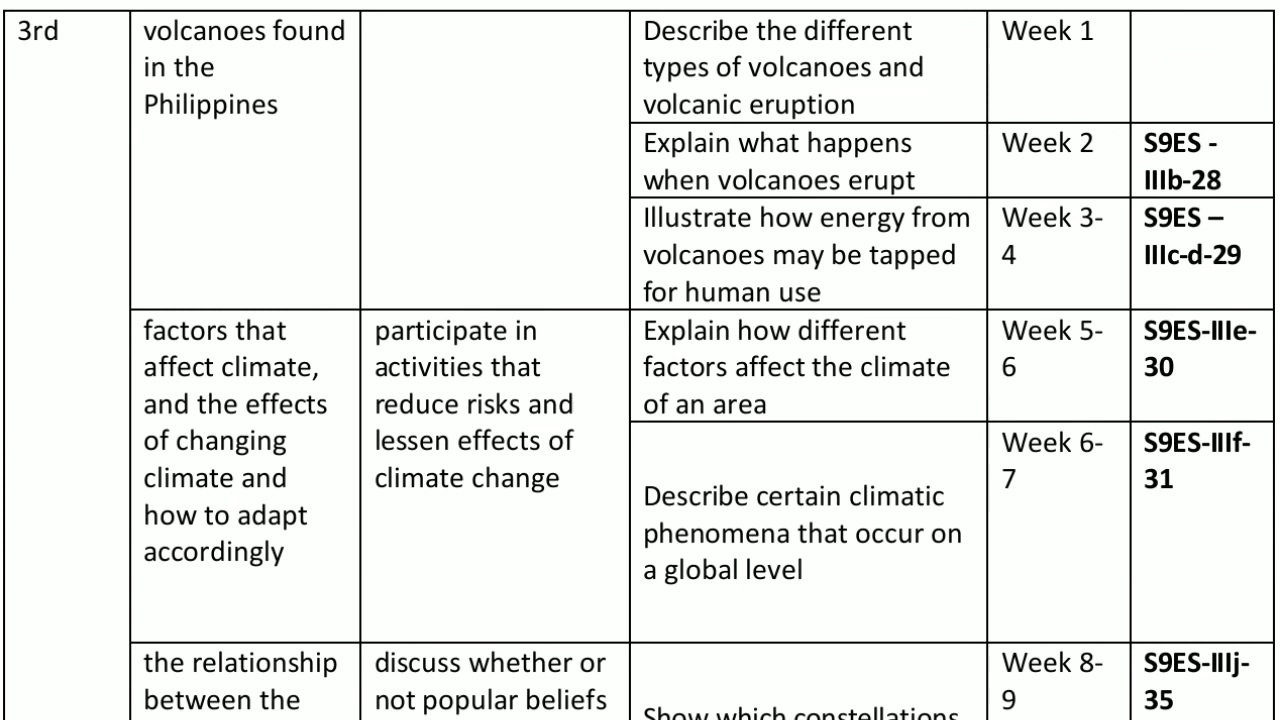 3rd
volcanoes found
in the
Philippines
Describe the different
types of volcanoes and
volcanic eruption
Week 1
Explain what happens
when volcanoes erupt
Week 2
S9ES -
IIIb-28
Illustrate how energy from
volcanoes may be tapped
for human use
Week 3-
4
S9ES –
IIIc-d-29
factors that
affect climate,
and the effects
of changing
climate and
how to adapt
accordingly
participate in
activities that
reduce risks and
lessen effects of
climate change
Explain how different
factors affect the climate
of an area
Week 5-
6
S9ES-IIIe-
30
Describe certain climatic
phenomena that occur on
a global level
Week 6-
7
S9ES-IIIf-
31
the relationship
between the
discuss whether or
not popular beliefs
Show which constellations
Week 8-
9
S9ES-IIIj-
35